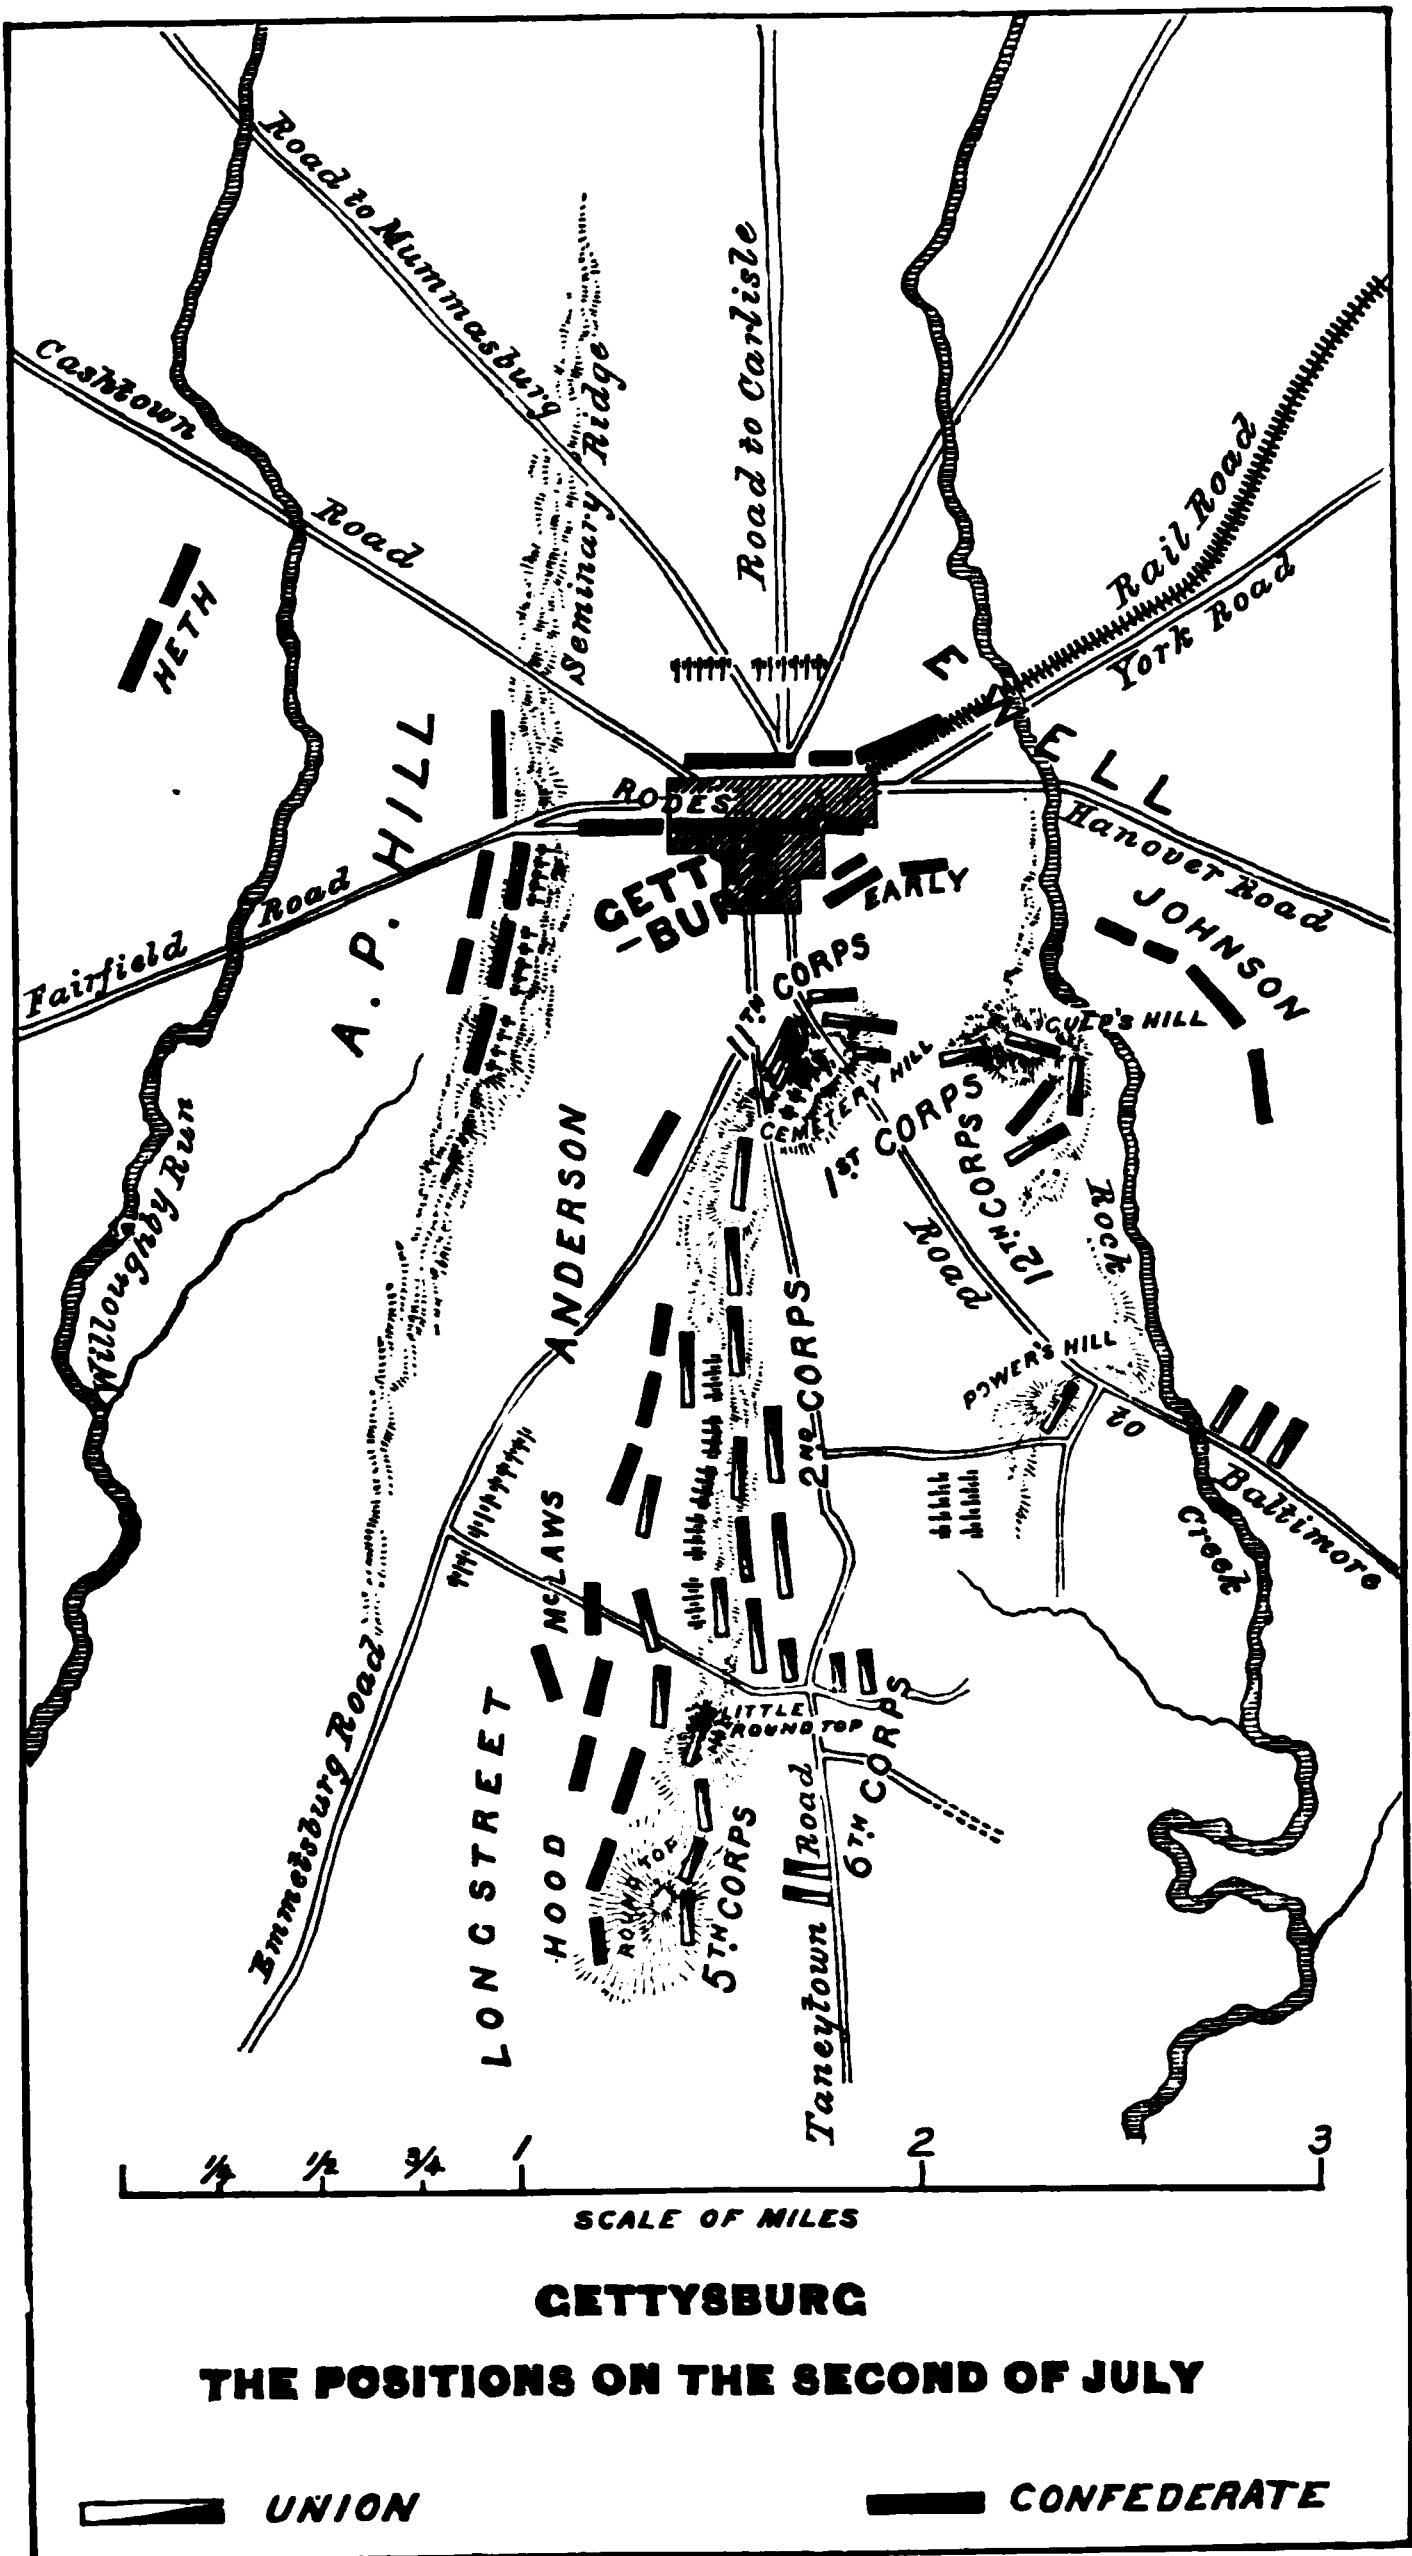 Road to Mummasburg
Seminary Ridge
Road to Carlisle
Cashtown
Road
Rail Road
York Road
HETH
EWELL
A. P. HILL
RODES
Hanover Road
GETT
-BUR
EARLY
JOHNSON
Fairfield
Road
11TH CORPS
CULP'S HILL
CEMETERY HILL
1ST CORPS
12TH CORPS
Willoughby Run
ANDERSON
Rock
Road
2ND CORPS
POWER'S HILL
to
Baltimore
Creek
McLAWS
LITTLE
ROUND TOP
Emmetsburg Road
LONGSTREET
HOOD
ROUND TOP
5TH CORPS
6TH CORPS
Road
Taneytown
1/4 1/2 3/4 1 2 3
SCALE OF MILES
GETTYSBURG
THE POSITIONS ON THE SECOND OF JULY
UNION
CONFEDERATE